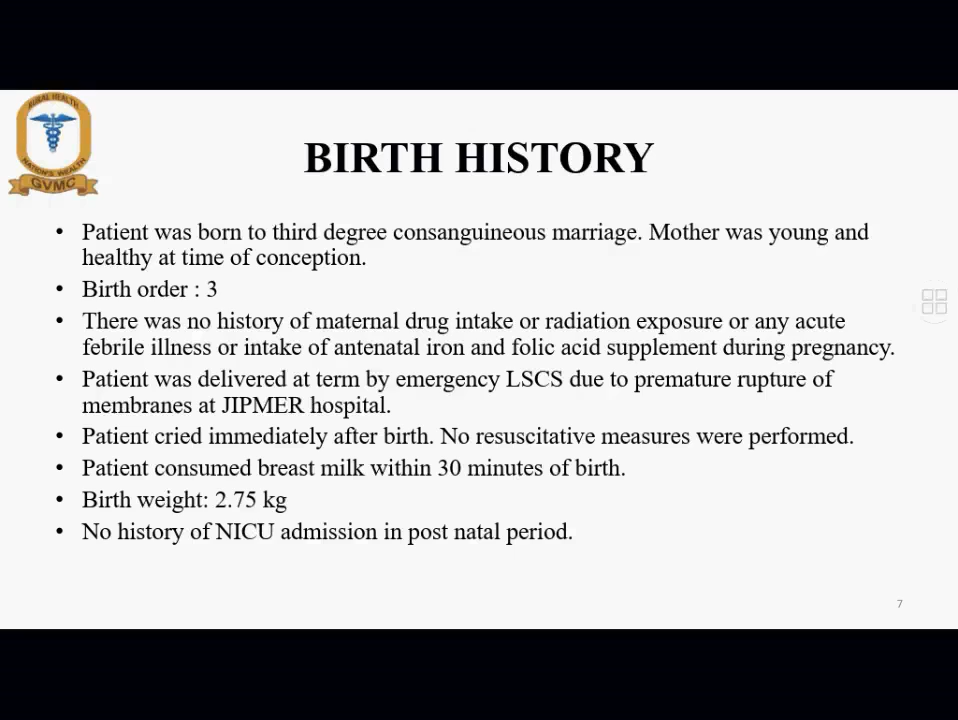 RURAL HEALTH
NATION'S WEALTH
GVMC
BIRTH HISTORY
• Patient was born to third degree consanguineous marriage. Mother was young and
healthy at time of conception.
• Birth order : 3
• There was no history of maternal drug intake or radiation exposure or any acute
febrile illness or intake of antenatal iron and folic acid supplement during pregnancy.
• Patient was delivered at term by emergency LSCS due to premature rupture of
membranes at JIPMER hospital.
• Patient cried immediately after birth. No resuscitative measures were performed.
• Patient consumed breast milk within 30 minutes of birth.
• Birth weight: 2.75 kg
• No history of NICU admission in post natal period.
7